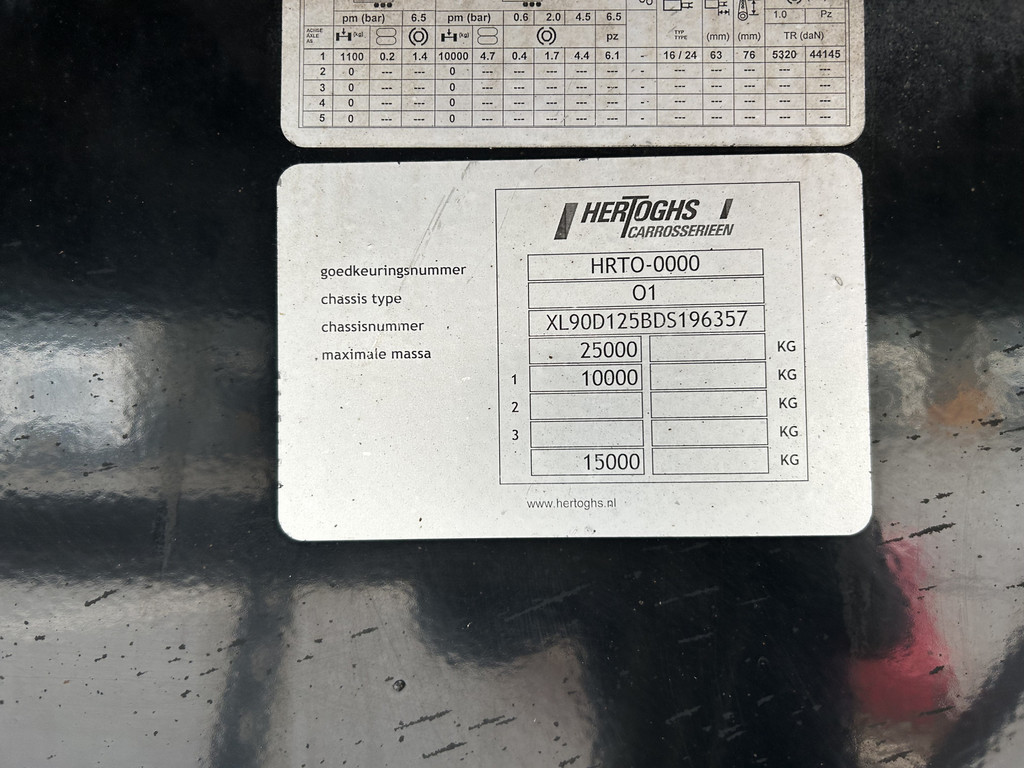 1.0 Pz
pm (bar) 6.5 pm (bar) 0.6 2.0 4.5 6.5
ACHSE AXLE (kg) (kg) pz TYP TYPE (mm) (mm) TR (daN)
1 1100 0.2 1.4 10000 4.7 0.4 1.7 4.4 6.1 - 16 / 24 63 76 5320 44145
2 0 --- --- 0 --- --- --- --- --- - --- --- --- --- ---
3 0 --- --- 0 --- --- --- --- --- - --- --- --- --- ---
4 0 --- --- 0 --- --- --- --- --- - --- --- --- --- ---
5 0 --- --- 0 --- --- --- --- --- - --- --- --- --- ---
HERTOGHS
CARROSSERIEEN
goedkeuringsnummer HRTO-0000
chassis type O1
chassisnummer XL90D125BDS196357
maximale massa 25000 KG
1 10000 KG
2 KG
3 KG
15000 KG
www.hertoghs.nl